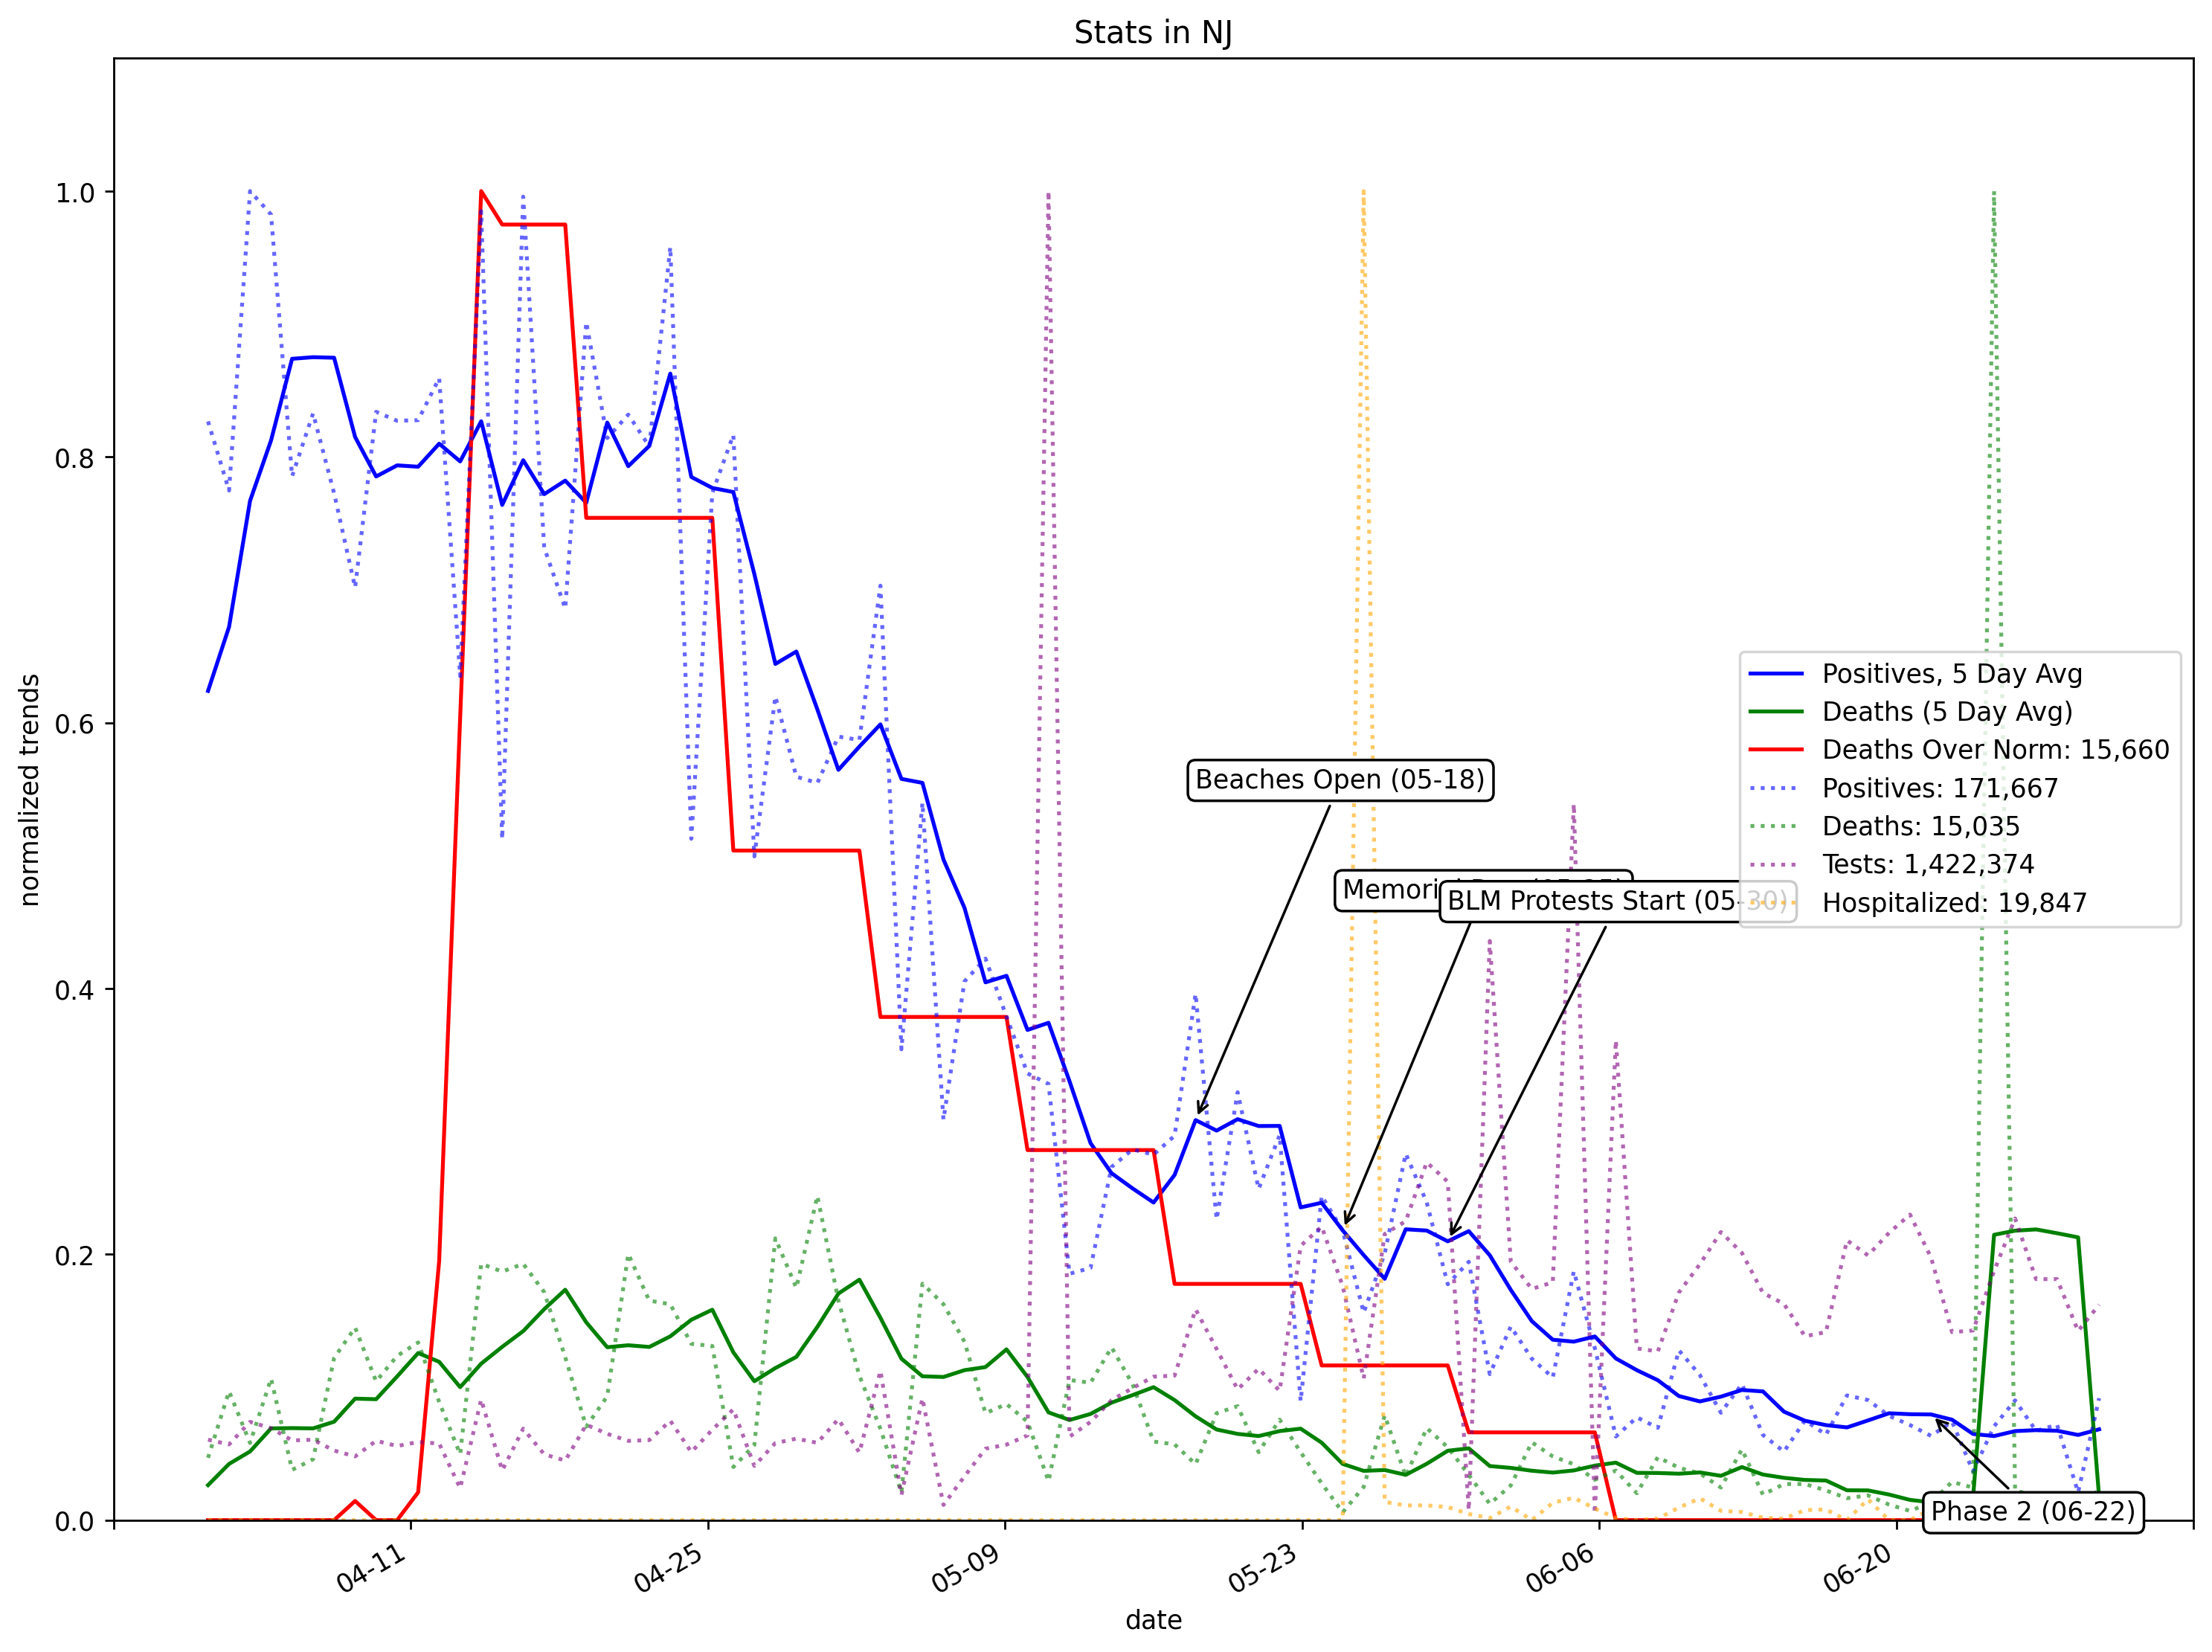 Stats in NJ
normalized trends
1.0
0.8
0.6
0.4
0.2
0.0
Positives, 5 Day Avg
Deaths (5 Day Avg)
Deaths Over Norm: 15,660
Positives: 171,667
Deaths: 15,035
Tests: 1,422,374
Hospitalized: 19,847
Beaches Open (05-18)
BLM Protests Start (05-30)
Phase 2 (06-22)
04-11
04-25
05-09
05-23
06-06
06-20
date